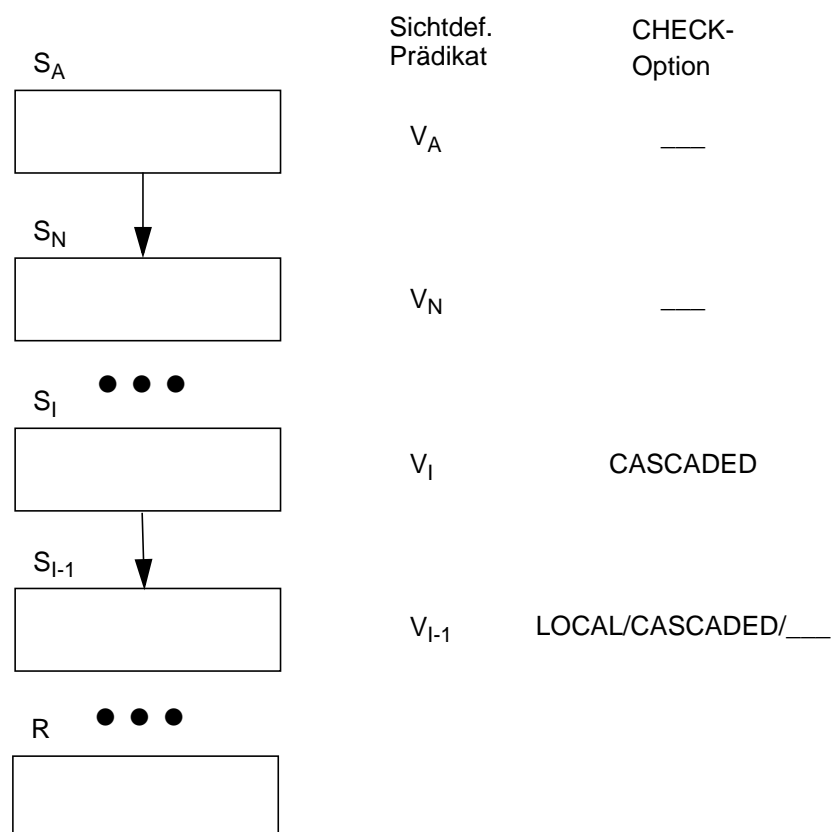 Sichtdef. CHECK-
Prädikat Option
S_A
V_A ___
S_N
V_N ___
S_I
V_I CASCADED
S_I-1
V_I-1 LOCAL/CASCADED/___
R